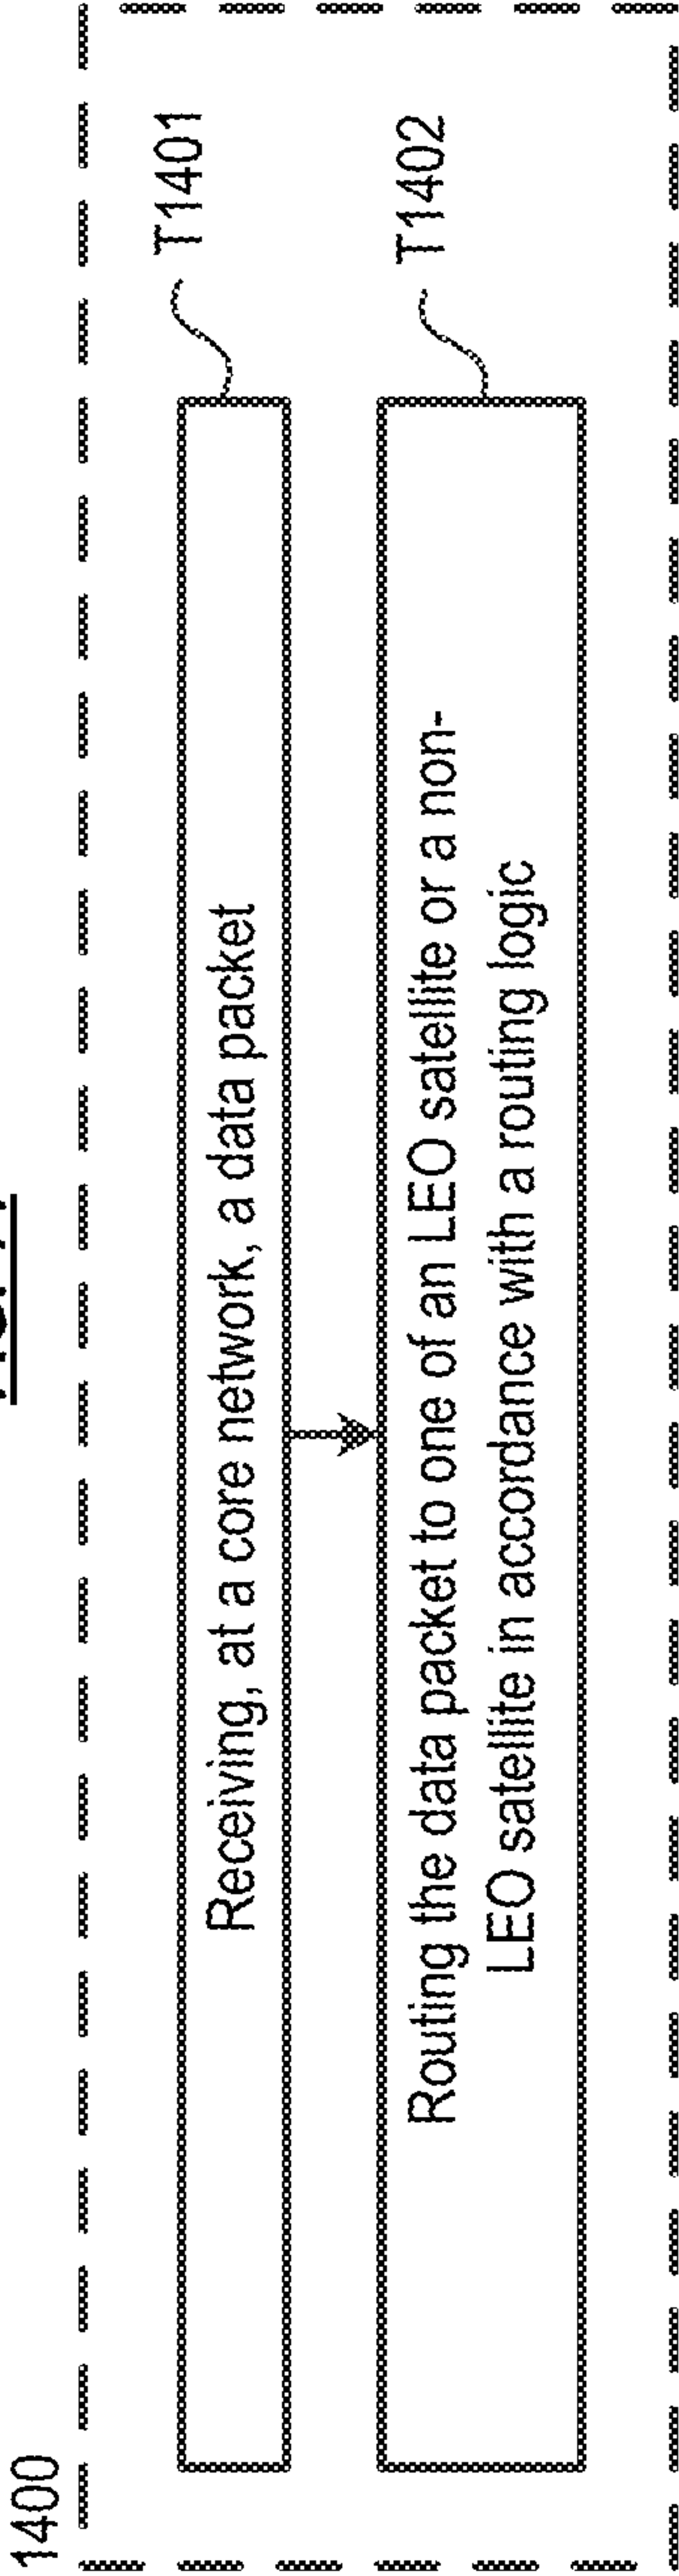 1400
T1401
Receiving, at a core network, a data packet
T1402
Routing the data packet to one of an LEO satellite or a non-
LEO satellite in accordance with a routing logic